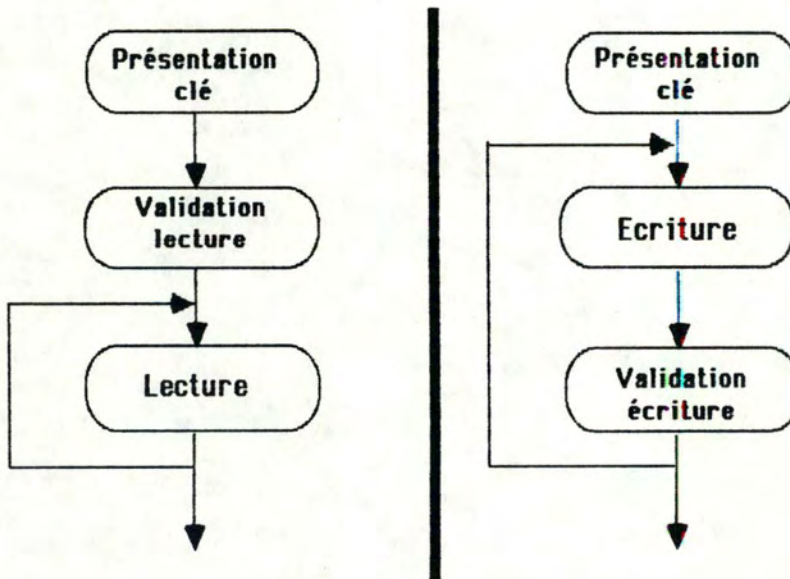 Présentation
clé
Validation
lecture
Lecture
Présentation
clé
Ecriture
Validation
écriture